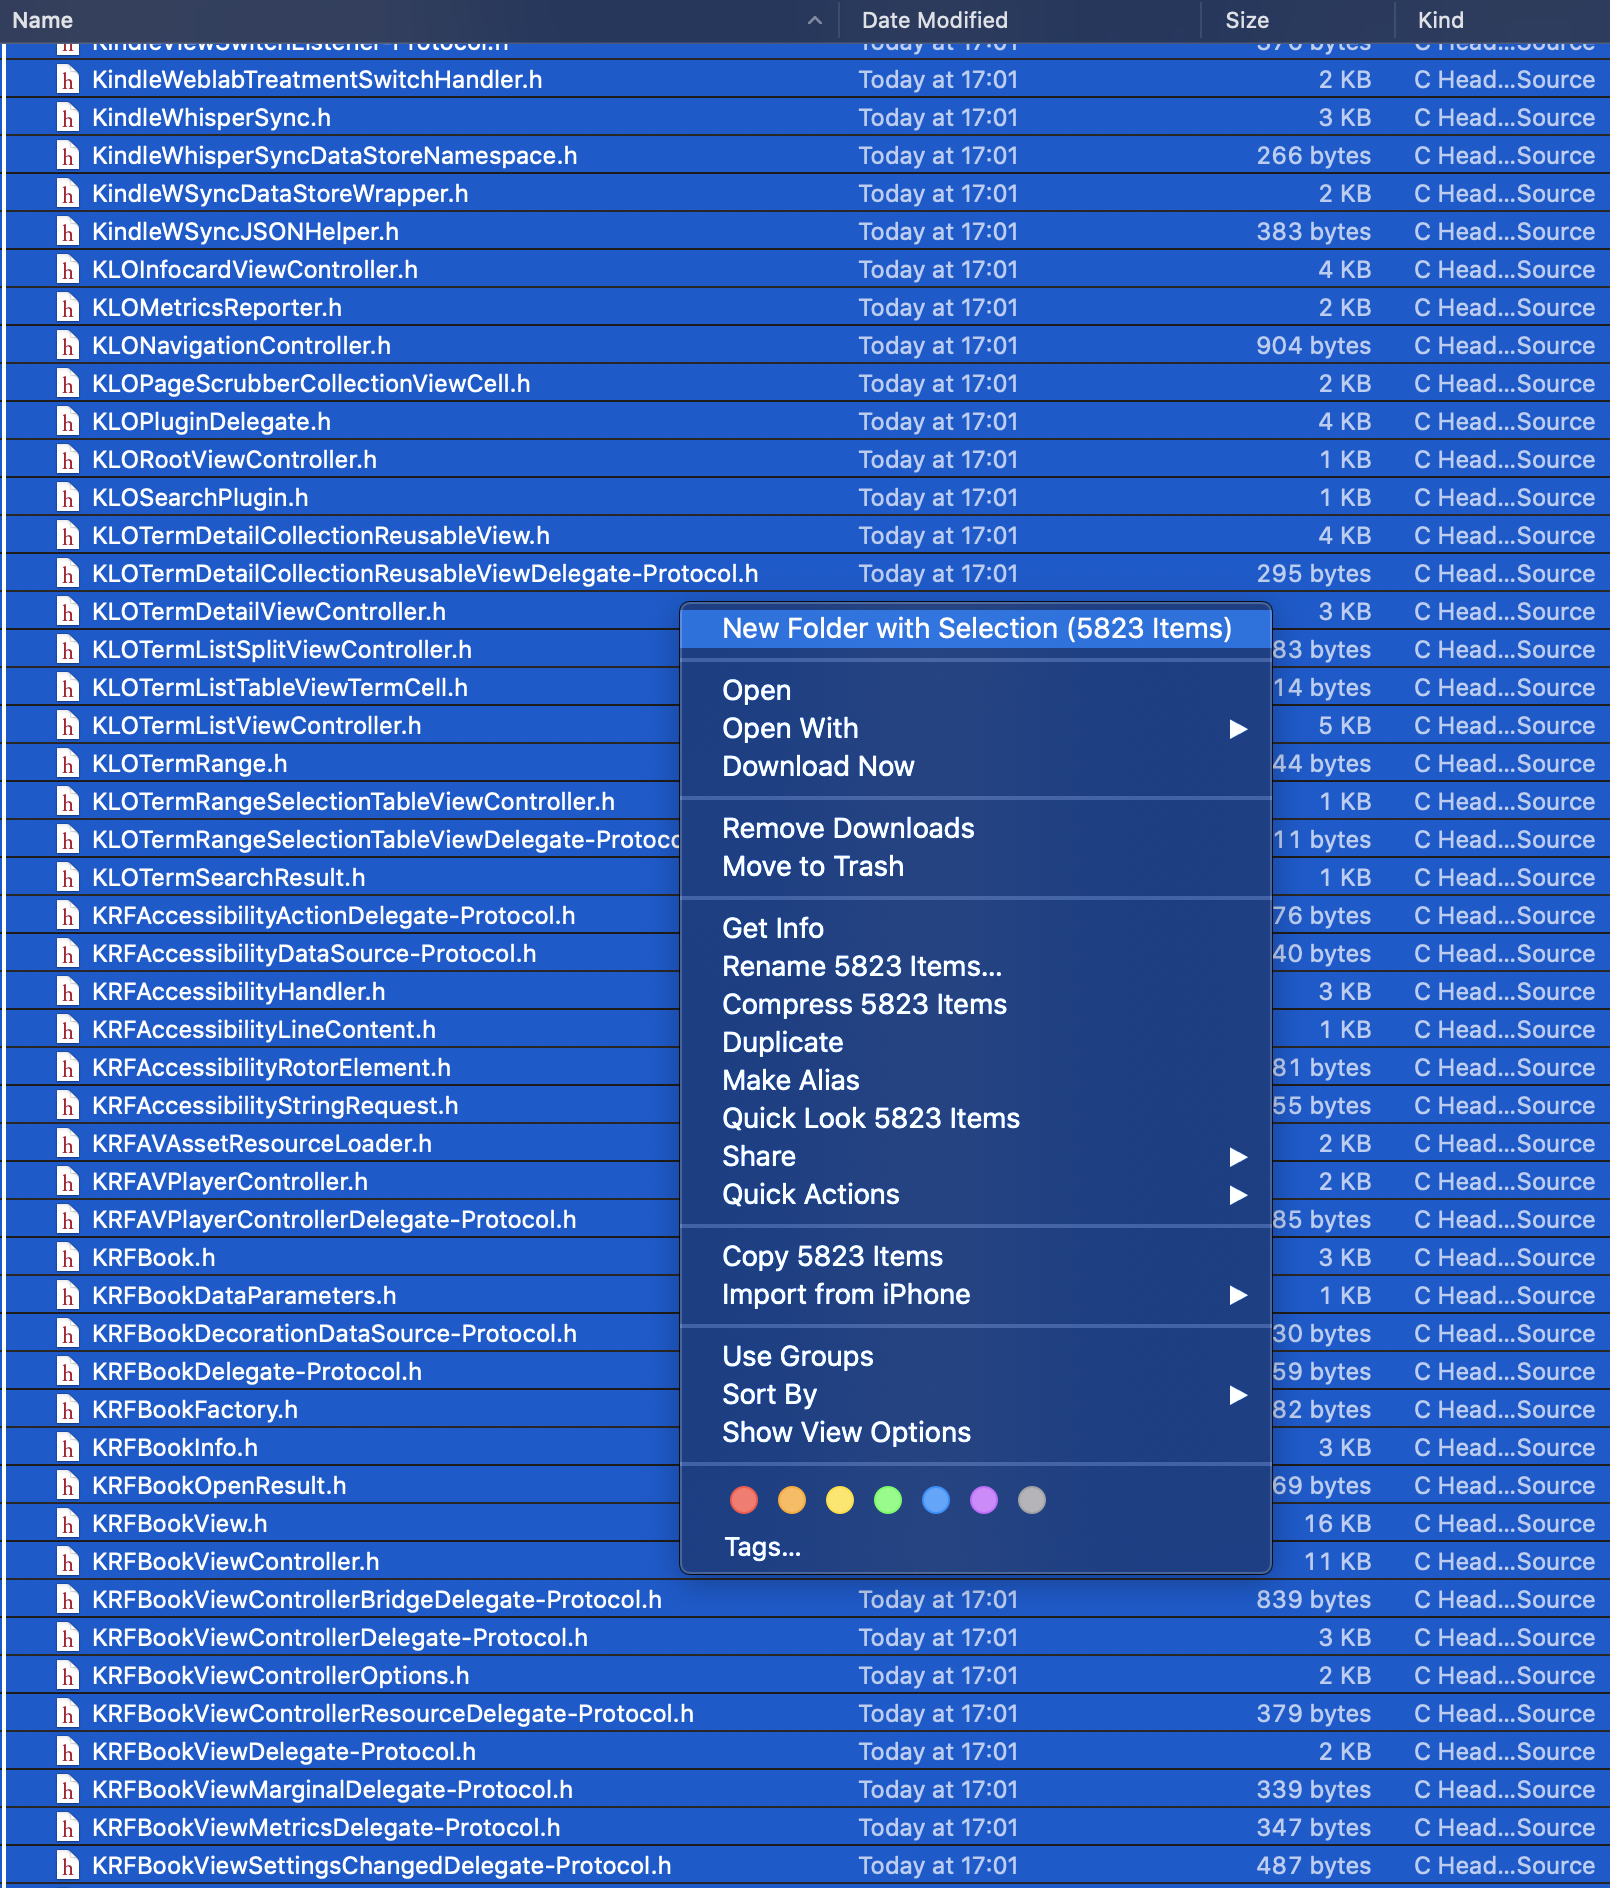 Name Date Modified Size Kind
KindleViewSwitchListener-Protocol.h Today at 17:01 376 bytes C Head...Source
h KindleWeblabTreatmentSwitchHandler.h Today at 17:01 2 KB C Head...Source
h KindleWhisperSync.h Today at 17:01 3 KB C Head...Source
h KindleWhisperSyncDataStoreNamespace.h Today at 17:01 266 bytes C Head...Source
h KindleWSyncDataStoreWrapper.h Today at 17:01 2 KB C Head...Source
h KindleWSyncJSONHelper.h Today at 17:01 383 bytes C Head...Source
h KLOInfocardViewController.h Today at 17:01 4 KB C Head...Source
h KLOMetricsReporter.h Today at 17:01 2 KB C Head...Source
h KLONavigationController.h Today at 17:01 904 bytes C Head...Source
h KLOPageScrubberCollectionViewCell.h Today at 17:01 2 KB C Head...Source
h KLOPluginDelegate.h Today at 17:01 4 KB C Head...Source
h KLORootViewController.h Today at 17:01 1 KB C Head...Source
h KLOSearchPlugin.h Today at 17:01 1 KB C Head...Source
h KLOTermDetailCollectionReusableView.h Today at 17:01 4 KB C Head...Source
h KLOTermDetailCollectionReusableViewDelegate-Protocol.h Today at 17:01 295 bytes C Head...Source
h KLOTermDetailViewController.h 3 KB C Head...Source
h KLOTermListSplitViewController.h 83 bytes C Head...Source
h KLOTermListTableViewTermCell.h 14 bytes C Head...Source
h KLOTermListViewController.h 5 KB C Head...Source
h KLOTermRange.h 44 bytes C Head...Source
h KLOTermRangeSelectionTableViewController.h 1 KB C Head...Source
h KLOTermRangeSelectionTableViewDelegate-Protoco 11 bytes C Head...Source
h KLOTermSearchResult.h 1 KB C Head...Source
h KRFAccessibilityActionDelegate-Protocol.h 76 bytes C Head...Source
h KRFAccessibilityDataSource-Protocol.h 40 bytes C Head...Source
h KRFAccessibilityHandler.h 3 KB C Head...Source
h KRFAccessibilityLineContent.h 1 KB C Head...Source
h KRFAccessibilityRotorElement.h 81 bytes C Head...Source
h KRFAccessibilityStringRequest.h 55 bytes C Head...Source
h KRFAVAssetResourceLoader.h 2 KB C Head...Source
h KRFAVPlayerController.h 2 KB C Head...Source
h KRFAVPlayerControllerDelegate-Protocol.h 85 bytes C Head...Source
h KRFBook.h 3 KB C Head...Source
h KRFBookDataParameters.h 1 KB C Head...Source
h KRFBookDecorationDataSource-Protocol.h 30 bytes C Head...Source
h KRFBookDelegate-Protocol.h 59 bytes C Head...Source
h KRFBookFactory.h 82 bytes C Head...Source
h KRFBookInfo.h 3 KB C Head...Source
h KRFBookOpenResult.h 69 bytes C Head...Source
h KRFBookView.h 16 KB C Head...Source
h KRFBookViewController.h 11 KB C Head...Source
h KRFBookViewControllerBridgeDelegate-Protocol.h Today at 17:01 839 bytes C Head...Source
h KRFBookViewControllerDelegate-Protocol.h Today at 17:01 3 KB C Head...Source
h KRFBookViewControllerOptions.h Today at 17:01 2 KB C Head...Source
h KRFBookViewControllerResourceDelegate-Protocol.h Today at 17:01 379 bytes C Head...Source
h KRFBookViewDelegate-Protocol.h Today at 17:01 2 KB C Head...Source
h KRFBookViewMarginalDelegate-Protocol.h Today at 17:01 339 bytes C Head...Source
h KRFBookViewMetricsDelegate-Protocol.h Today at 17:01 347 bytes C Head...Source
h KRFBookViewSettingsChangedDelegate-Protocol.h Today at 17:01 487 bytes C Head...Source
New Folder with Selection (5823 Items)
Open
Open With
Download Now
Remove Downloads
Move to Trash
Get Info
Rename 5823 Items...
Compress 5823 Items
Duplicate
Make Alias
Quick Look 5823 Items
Share
Quick Actions
Copy 5823 Items
Import from iPhone
Use Groups
Sort By
Show View Options
Tags...